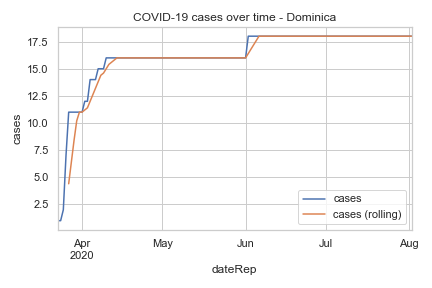 COVID-19 cases over time - Dominica
cases
17.5
15.0
12.5
10.0
7.5
5.0
2.5
cases
cases (rolling)
Apr
2020
May
Jun
Jul
Aug
dateRep